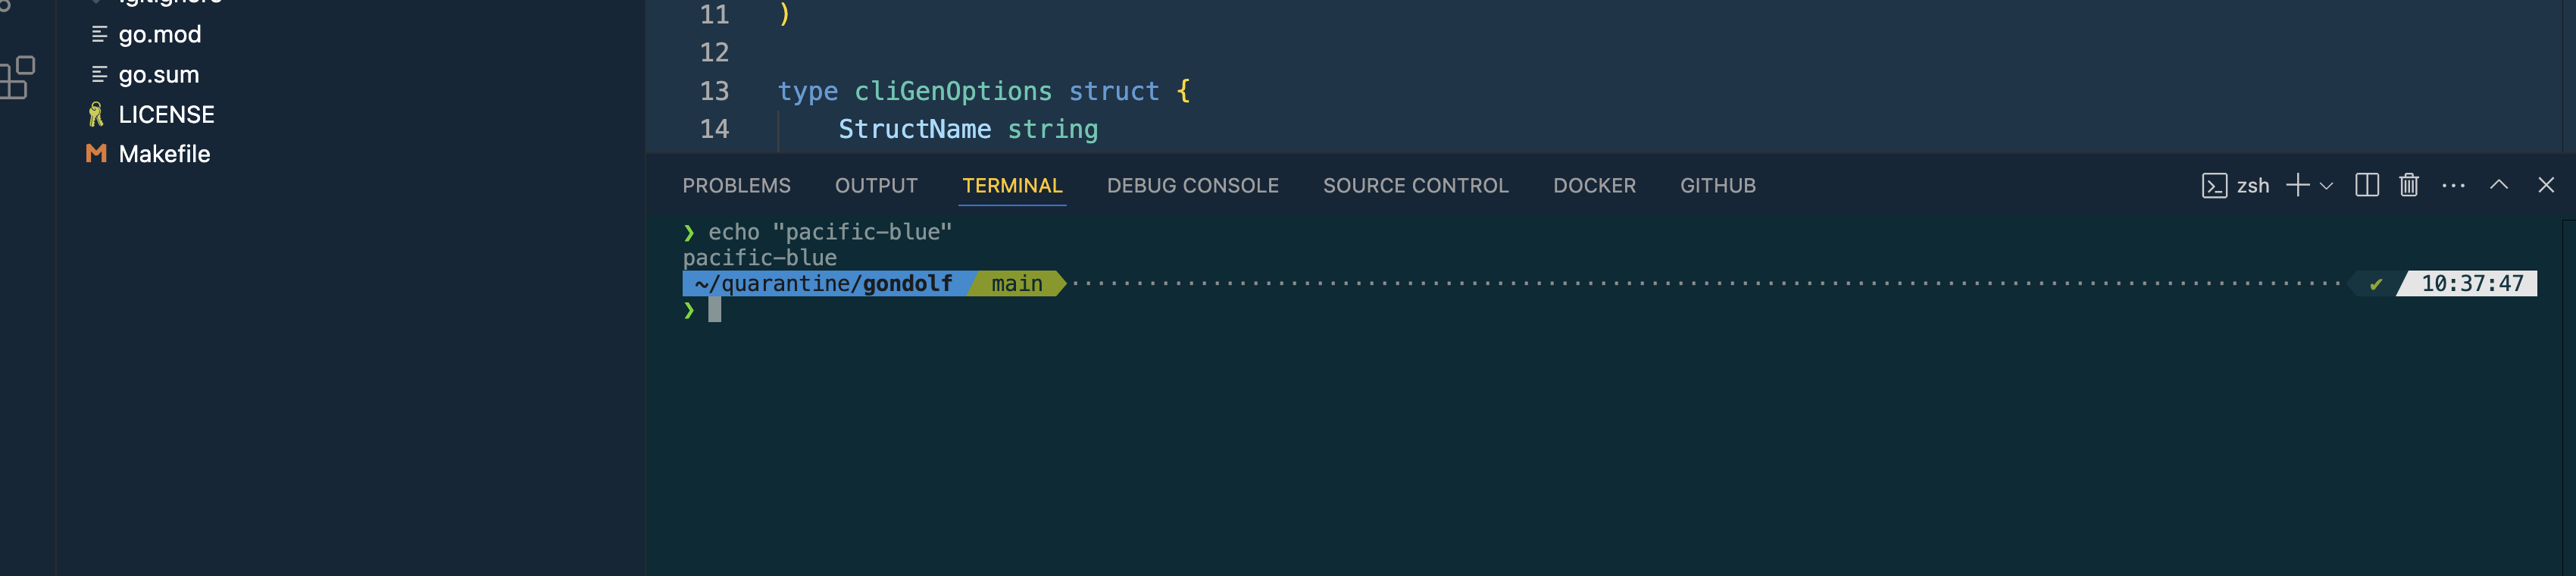 .gitignore
go.mod
go.sum
LICENSE
Makefile
11 )
12
13 type cliGenOptions struct {
14 StructName string
PROBLEMS OUTPUT TERMINAL DEBUG CONSOLE SOURCE CONTROL DOCKER GITHUB zsh
❯ echo "pacific-blue"
pacific-blue
~/quarantine/gondolf main ✔ 10:37:47
❯